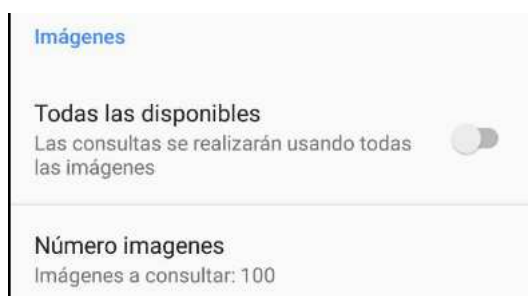 Imágenes
Todas las disponibles
Las consultas se realizarán usando todas
las imágenes
Número imagenes
Imágenes a consultar: 100